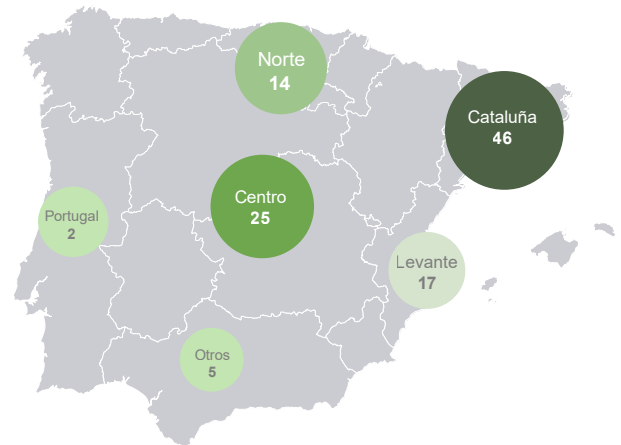 Norte
14
Cataluña
46
Centro
25
Portugal
2
Levante
17
Otros
5